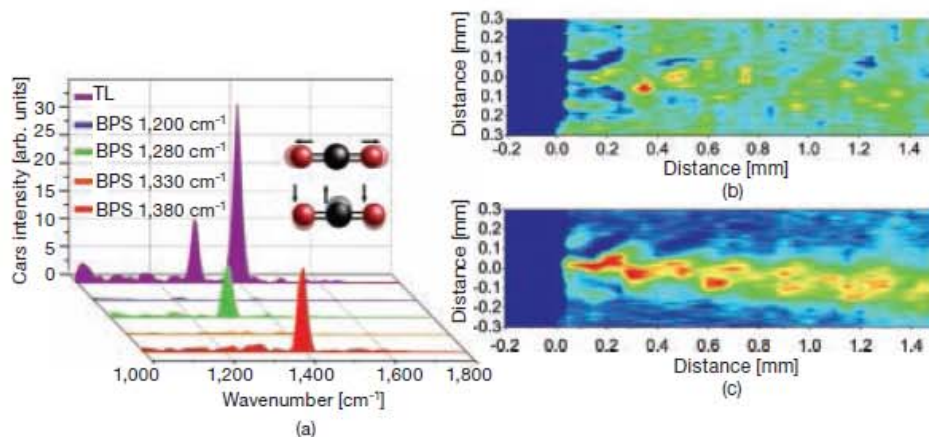 Cars intensity [arb. units]
30
25
20
15
10
5
0
TL
BPS 1,200 cm⁻¹
BPS 1,280 cm⁻¹
BPS 1,330 cm⁻¹
BPS 1,380 cm⁻¹
1,000 1,200 1,400 1,600 1,800
Wavenumber [cm⁻¹]
(a)
Distance [mm]
0.3
0.2
0.1
0.0
0.1
0.2
0.3
-0.2 0.0 0.2 0.4 0.6 0.8 1.0 1.2 1.4
Distance [mm]
(b)
Distance [mm]
0.3
0.2
0.1
0.0
-0.1
-0.2
-0.3
-0.2 0.0 0.2 0.4 0.6 0.8 1.0 1.2 1.4
Distance [mm]
(c)